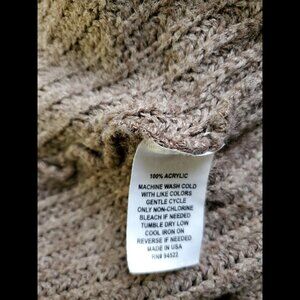 100% ACRYLIC
MACHINE WASH COLD
WITH LIKE COLORS
GENTLE CYCLE
ONLY NON-CHLORINE
BLEACH IF NEEDED
TUMBLE DRY LOW
COOL IRON ON
REVERSE IF NEEDED
MADE IN USA
RN# 94522